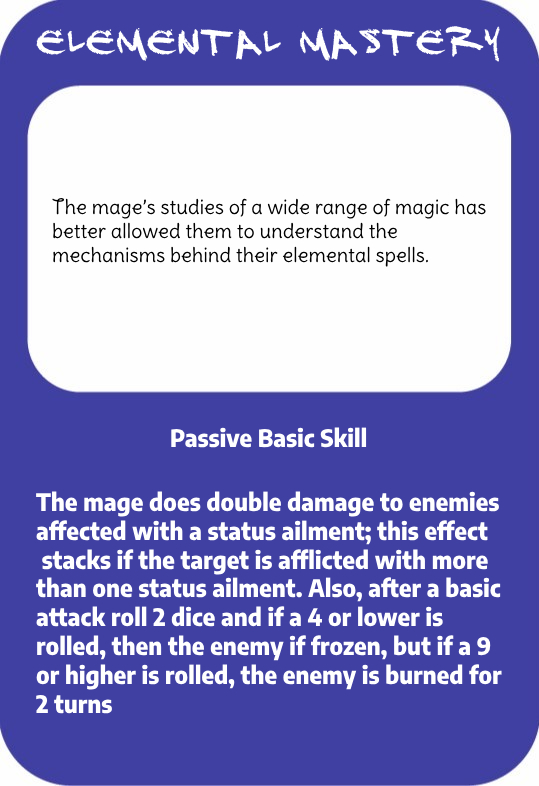 ELEMENTAL MASTERY
The mage's studies of a wide range of magic has
better allowed them to understand the
mechanisms behind their elemental spells.
Passive Basic Skill
The mage does double damage to enemies
affected with a status ailment; this effect
stacks if the target is afflicted with more
than one status ailment. Also, after a basic
attack roll 2 dice and if a 4 or lower is
rolled, then the enemy if frozen, but if a 9
or higher is rolled, the enemy is burned for
2 turns